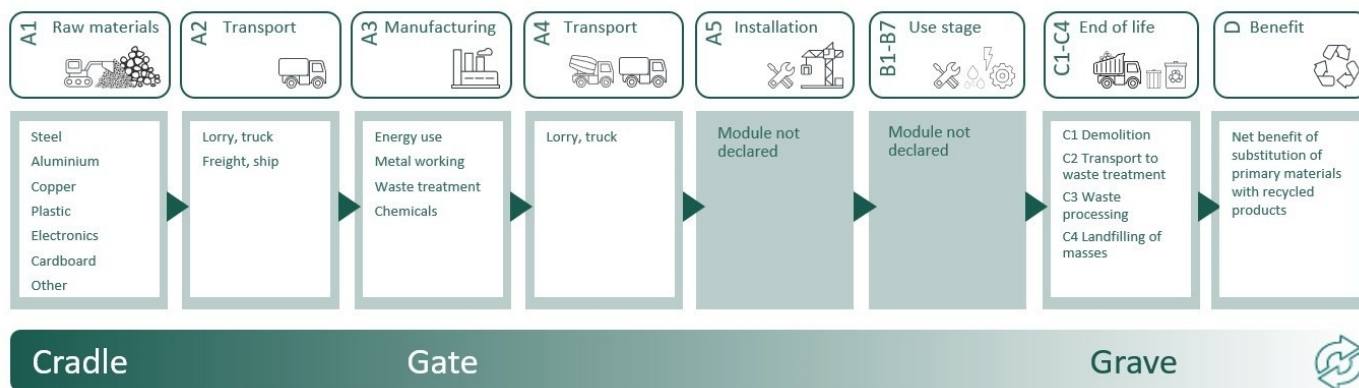 A1 Raw materials
A2 Transport
A3 Manufacturing
A4 Transport
A5 Installation
B1-B7 Use stage
C1-C4 End of life
D Benefit
Steel
Aluminium
Copper
Plastic
Electronics
Cardboard
Other
Lorry, truck
Freight, ship
Energy use
Metal working
Waste treatment
Chemicals
Lorry, truck
Module not
declared
Module not
declared
C1 Demolition
C2 Transport to
waste treatment
C3 Waste
processing
C4 Landfilling of
masses
Net benefit of
substitution of
primary materials
with recycled
products
Cradle
Gate
Grave